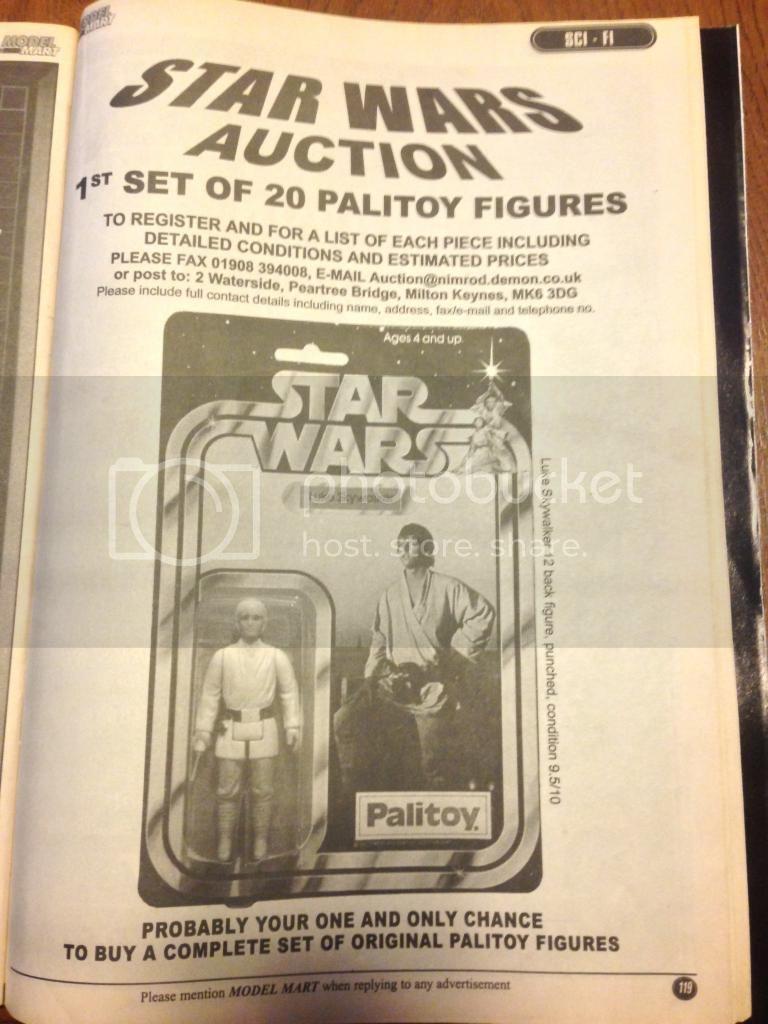 MODEL MART
MODEL MART
SCI - FI
STAR WARS
AUCTION
1ST SET OF 20 PALITOY FIGURES
TO REGISTER AND FOR A LIST OF EACH PIECE INCLUDING
DETAILED CONDITIONS AND ESTIMATED PRICES
PLEASE FAX 01908 394008, E-MAIL Auction@nimrod.demon.co.uk
or post to: 2 Waterside, Peartree Bridge, Milton Keynes, MK6 3DG
Please include full contact details including name, address, fax/e-mail and telephone no.
Ages 4 and up
STAR
WARS
Luke Skywalker
photobucket
host. store. share.
Luke Skywalker 12 back figure, punched, condition 9.5/10
Palitoy
PROBABLY YOUR ONE AND ONLY CHANCE
TO BUY A COMPLETE SET OF ORIGINAL PALITOY FIGURES
Please mention MODEL MART when replying to any advertisement
119